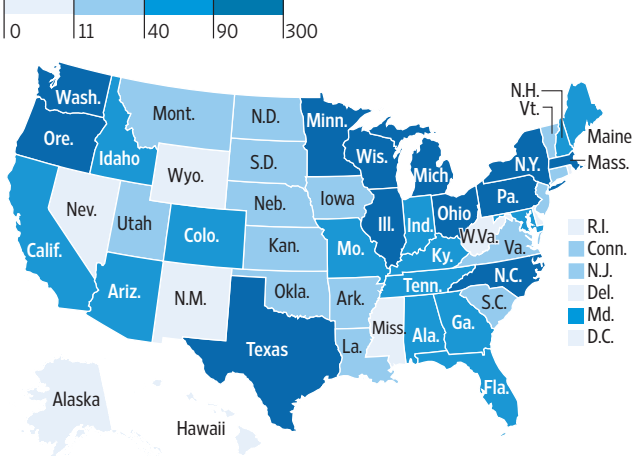 0 11 40 90 300
N.H.
Vt.
Wash.
Mont.
N.D.
Minn.
Maine
Ore.
Idaho
S.D.
Wis.
Mich
N.Y.
Mass.
Wyo.
Iowa
Pa.
Nev.
Neb.
Ill.
Ind.
Ohio
Utah
Colo.
Kan.
Mo.
W.Va.
Va.
R.I.
Calif.
Ky.
Conn.
N.J.
Ariz.
N.M.
Okla.
Ark.
Tenn.
N.C.
Del.
S.C.
Md.
Texas
La.
Miss.
Ala.
Ga.
D.C.
Fla.
Alaska
Hawaii